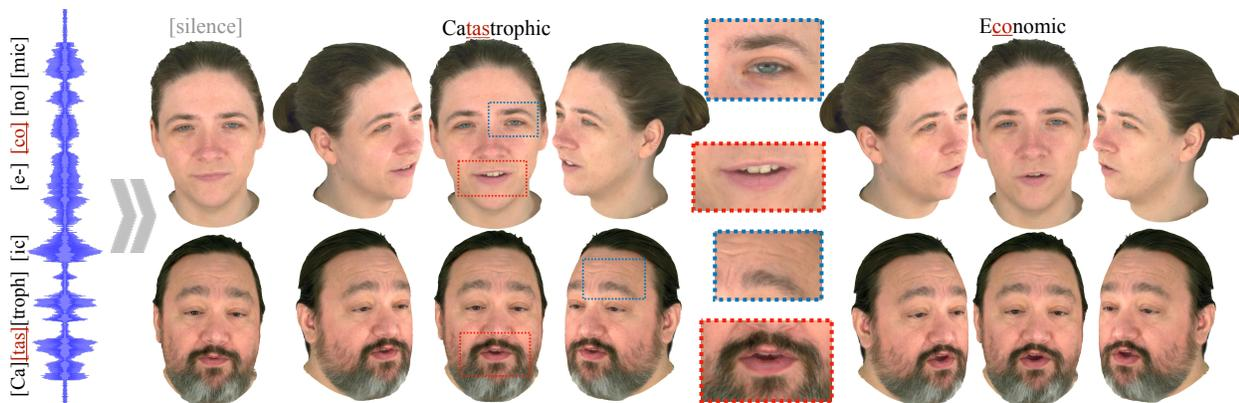 [silence]
Catastrophic
Economic
[Ca][tas][troph] [ic] [e-] [co] [no] [mic]